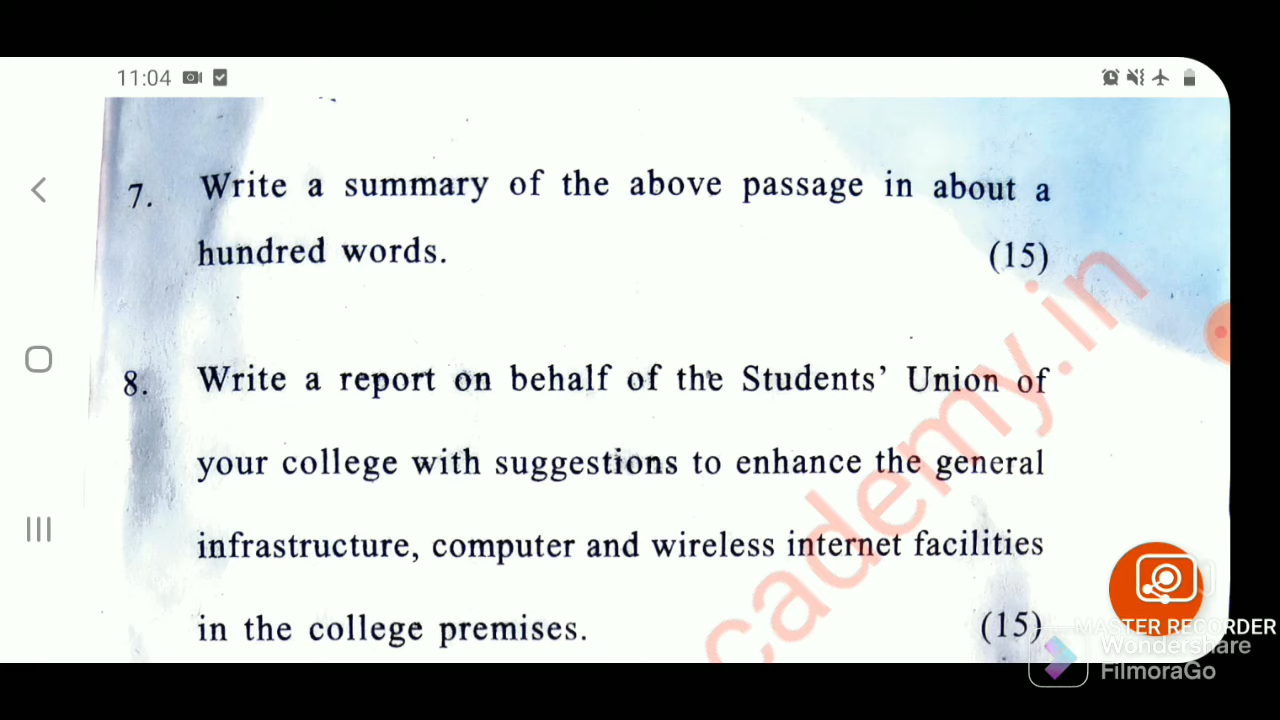 11:04
7. Write a summary of the above passage in about a
hundred words. (15)
8. Write a report on behalf of the Students' Union of
your college with suggestions to enhance the general
infrastructure, computer and wireless internet facilities
in the college premises. (15)
cademy.in
MASTER RECORDER
Wondershare
FilmoraGo